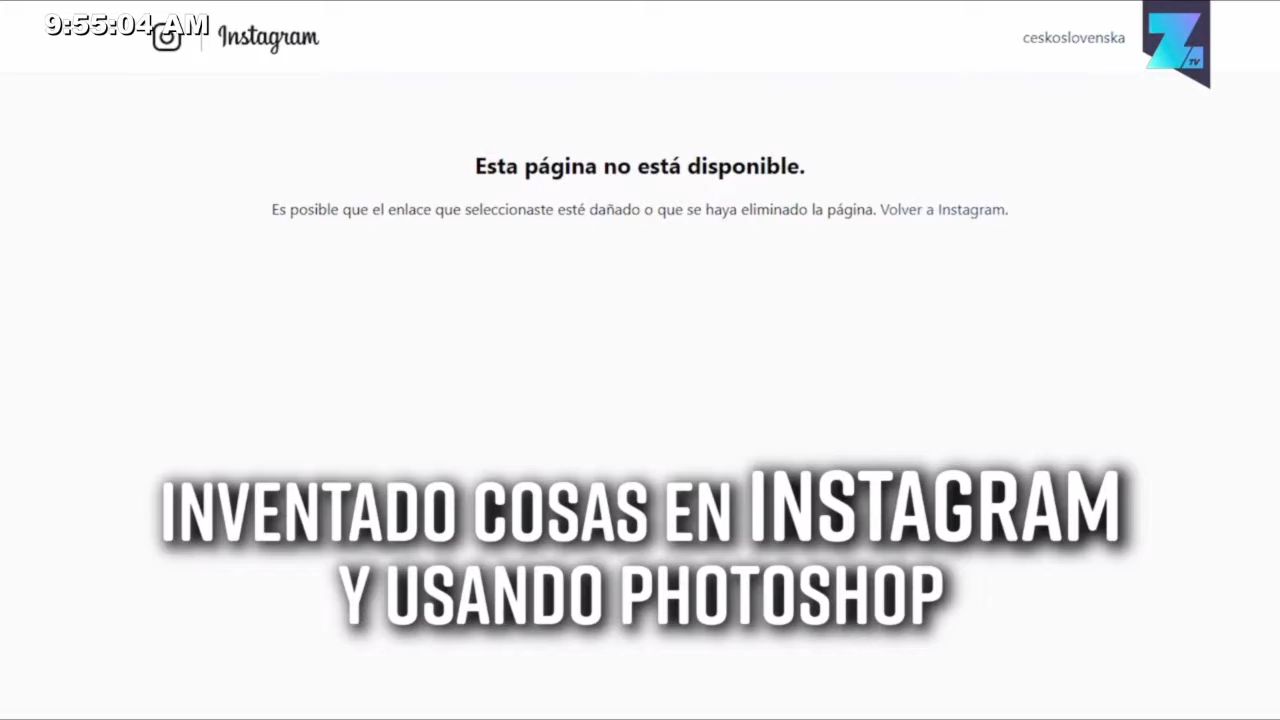 9:55:04 AM
Instagram
ceskoslovenska
Z TV
Esta página no está disponible.
Es posible que el enlace que seleccionaste esté dañado o que se haya eliminado la página. Volver a Instagram.
INVENTADO COSAS EN INSTAGRAM
Y USANDO PHOTOSHOP